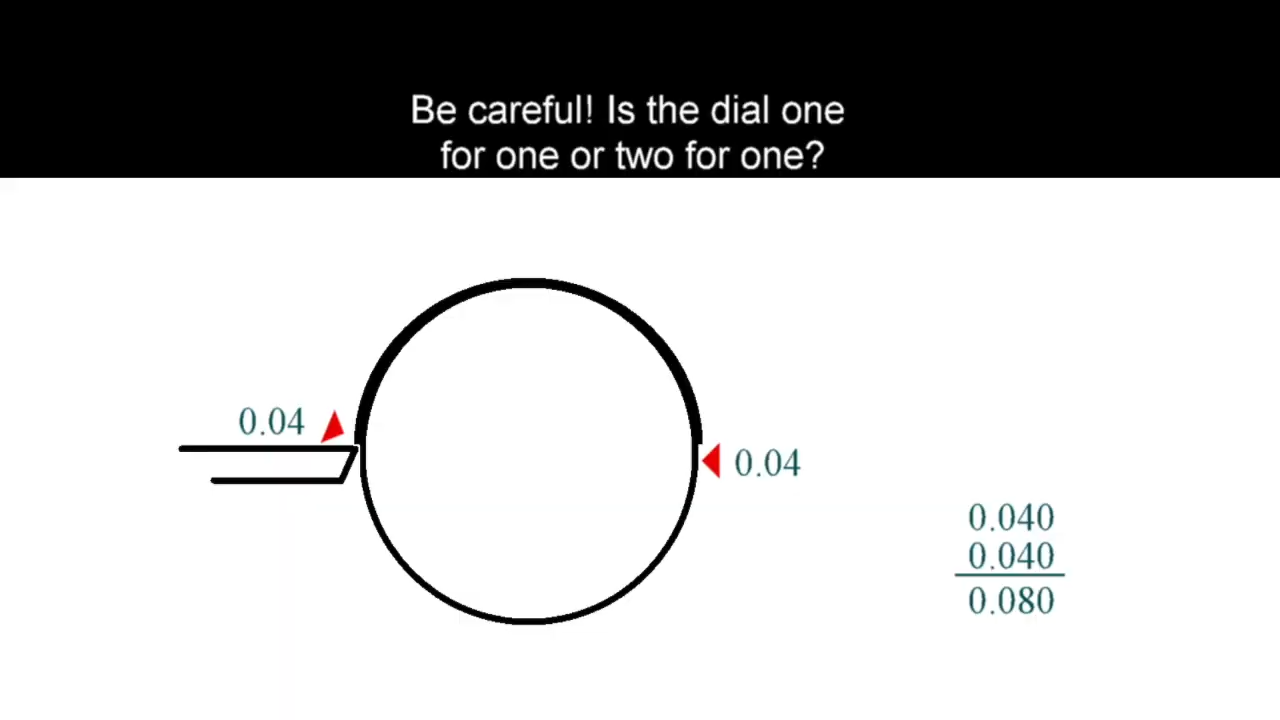 Be careful! Is the dial one
for one or two for one?
0.04
0.04
0.040
0.040
0.080